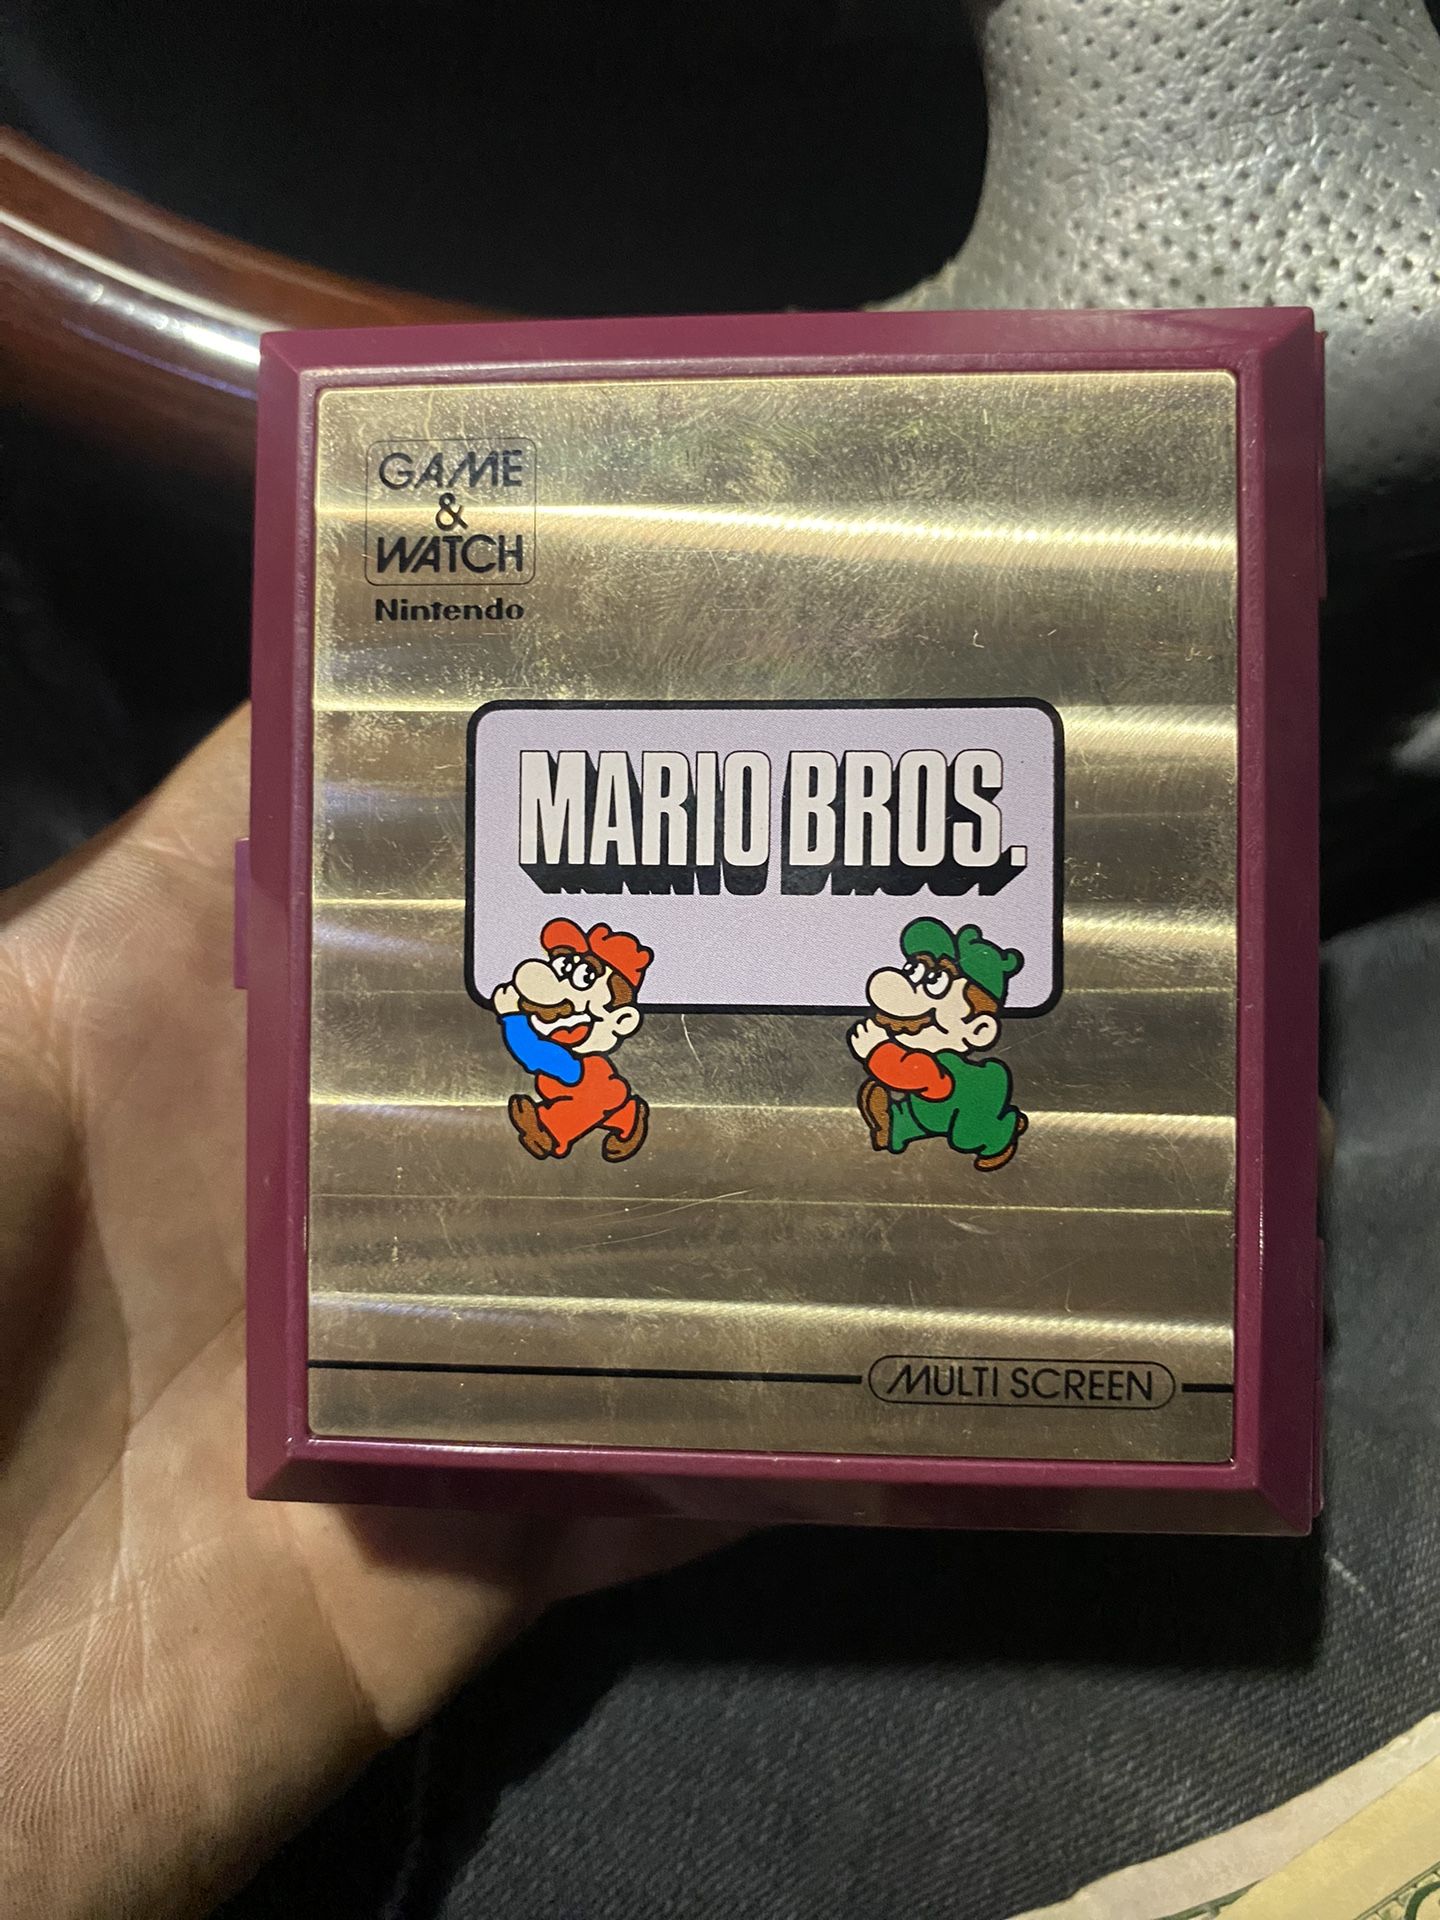 GAME
&
WATCH
Nintendo
MARIO BROS.
MULTI SCREEN